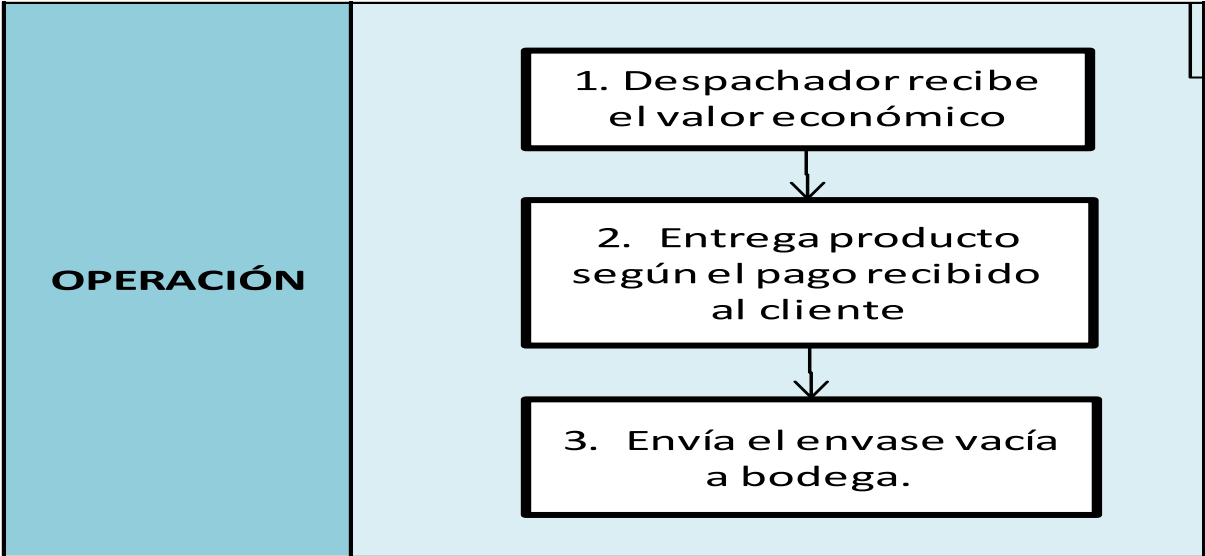 OPERACIÓN
1. Despachador recibe
el valor económico
2. Entrega producto
según el pago recibido
al cliente
3. Envía el envase vacía
a bodega.